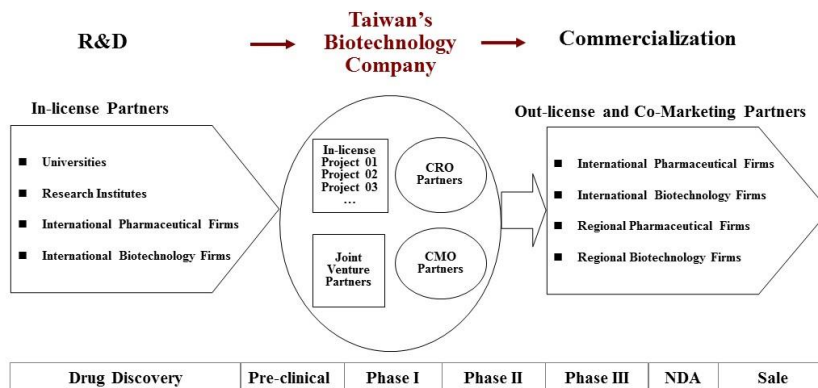 R&D
Taiwan's
Biotechnology
Company
Commercialization
In-license Partners
Universities
Research Institutes
International Pharmaceutical Firms
International Biotechnology Firms
In-license
Project 01
Project 02
Project 03
...
CRO
Partners
Joint
Venture
Partners
CMO
Partners
Out-license and Co-Marketing Partners
International Pharmaceutical Firms
International Biotechnology Firms
Regional Pharmaceutical Firms
Regional Biotechnology Firms
Drug Discovery
Pre-clinical
Phase I
Phase II
Phase III
NDA
Sale